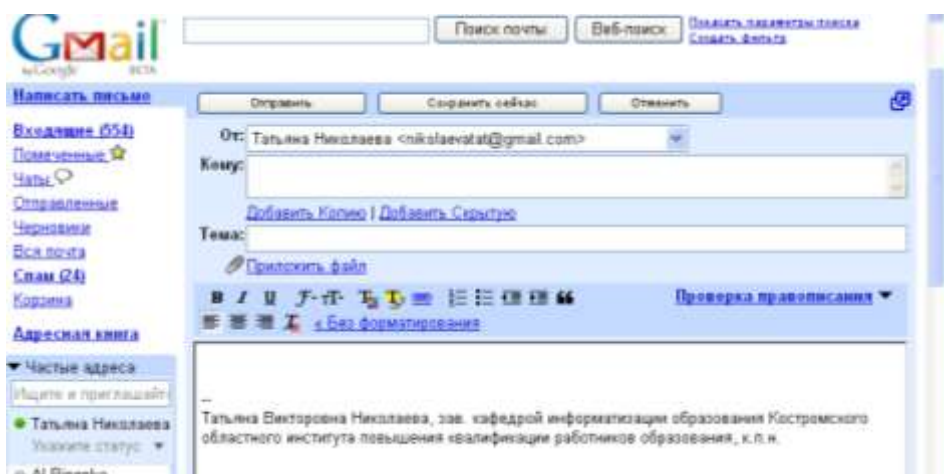 Gmail
by Google BETA
Поиск почты
Веб-поиск
Показать параметры поиска
Создать фильтр
Написать письмо
Отправить
Сохранить сейчас
Отменить
Входящие (554)
Помеченные
Чаты
Отправленные
Черновики
Вся почта
Спам (24)
Корзина
Адресная книга
▼ Частые адреса
Ищите и приглашайте
Татьяна Николаева
Укажите статус ▼
От: Татьяна Николаева <nikolaevatat@gmail.com>
Кому:
Добавить Копию | Добавить Скрытую
Тема:
Приложить файл
B I U
Проверка правописания ▼
« Без форматирования
--
Татьяна Викторовна Николаева, зав. кафедрой информатизации образования Костромского
областного института повышения квалификации работников образования, к.п.н.